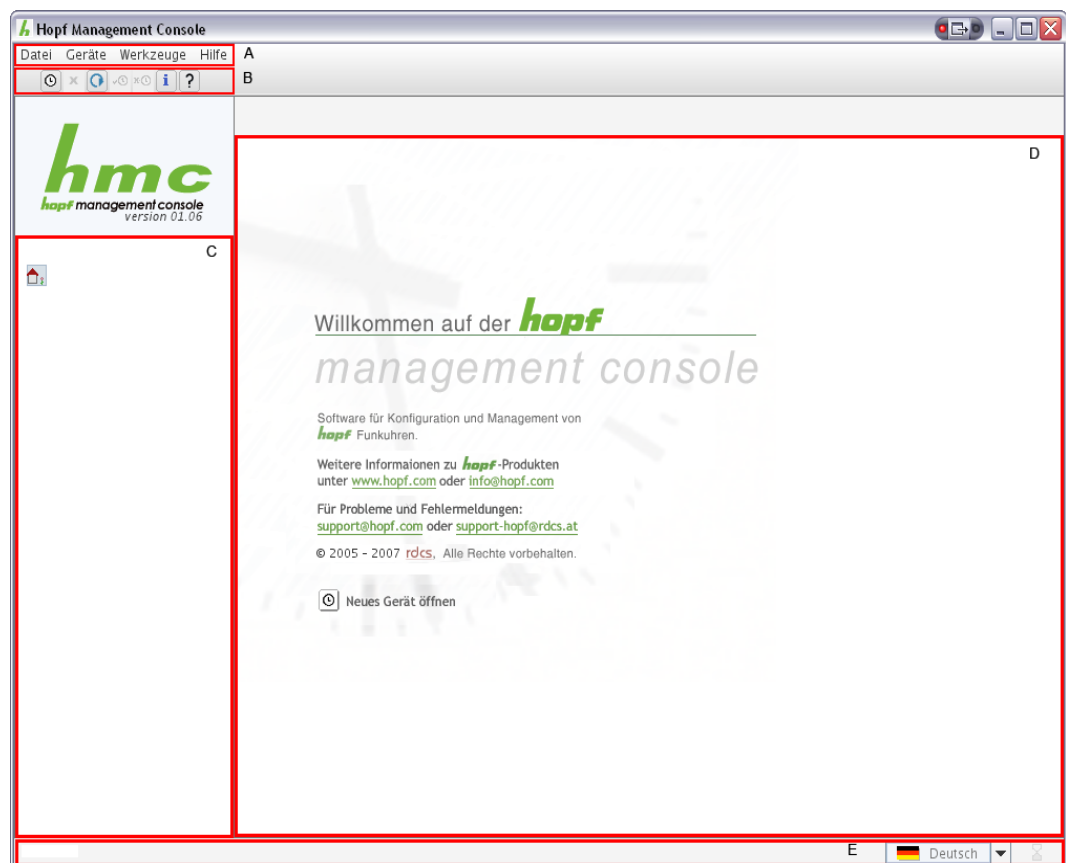 Hopf Management Console
Datei Geräte Werkzeuge Hilfe A
B
i ?
hmc
hopf management console
version 01.06
C
D
Willkommen auf der hopf
management console
Software für Konfiguration und Management von
hopf Funkuhren.
Weitere Informaionen zu hopf-Produkten
unter www.hopf.com oder info@hopf.com
Für Probleme und Fehlermeldungen:
support@hopf.com oder support-hopf@rdcs.at
© 2005 - 2007 rdcs, Alle Rechte vorbehalten.
Neues Gerät öffnen
E
Deutsch